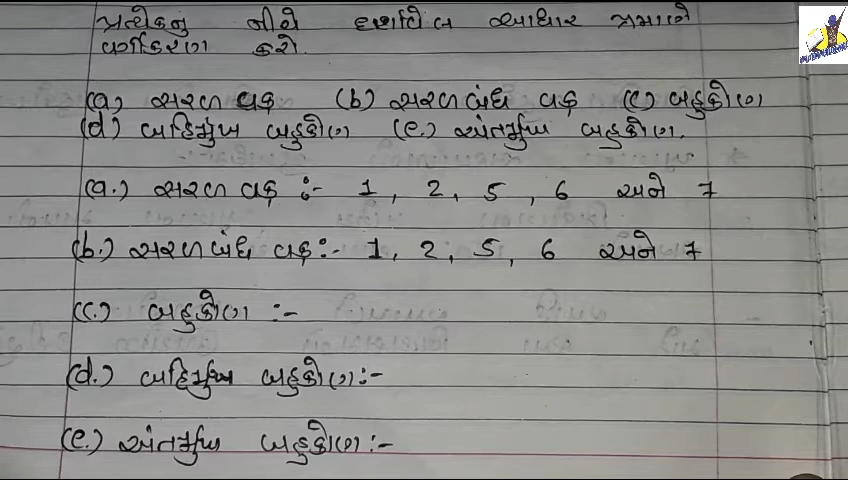 પ્રત્યેકનું નીચે દર્શાવેલ આધાર પ્રમાણે
વર્ગીકરણ કરો.
(a) સરળ વક્ર (b) સરળ બંધ વક્ર (c) બહુકોણ
(d) બહિર્મુખ બહુકોણ (e.) અંતર્મુખ બહુકોણ.
(a.) સરળ વક્ર :- 1, 2, 5, 6 અને 7
(b.) સરળ બંધ વક્ર :- 1, 2, 5, 6 અને 7
(c.) બહુકોણ :-
(d.) બહિર્મુખ બહુકોણ :-
(e.) અંતર્મુખ બહુકોણ :-